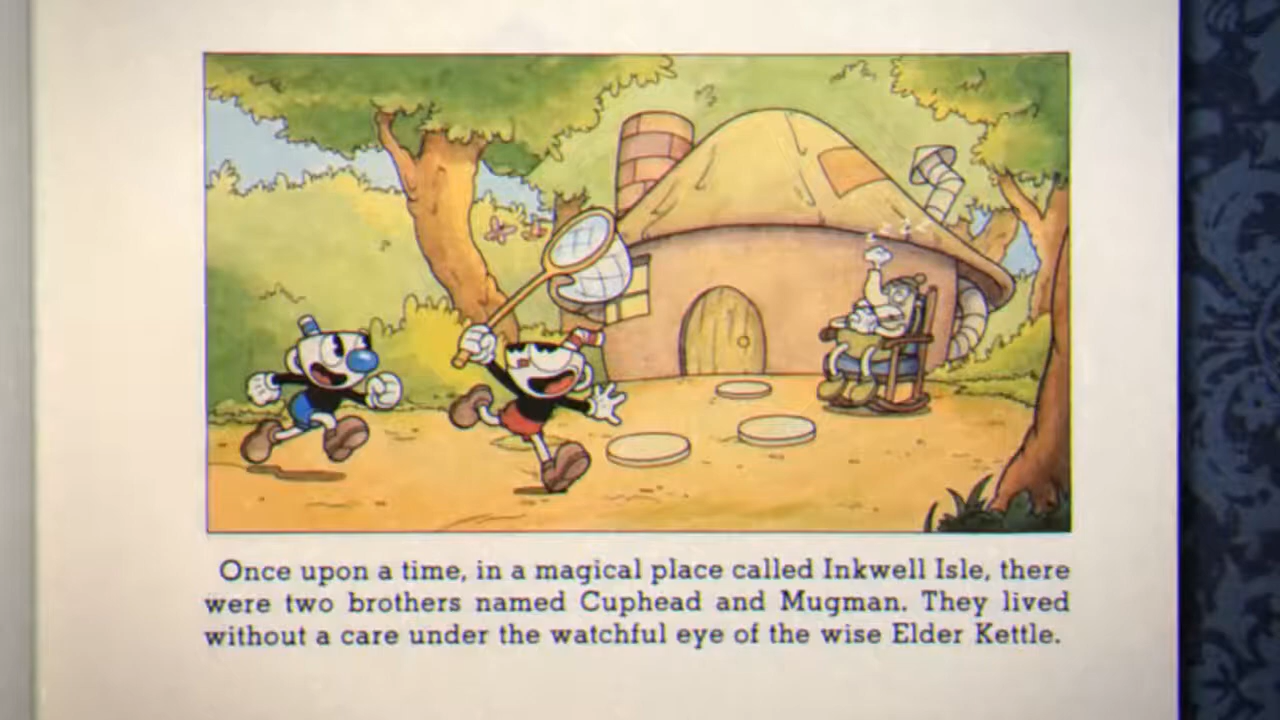 Once upon a time, in a magical place called Inkwell Isle, there
were two brothers named Cuphead and Mugman. They lived
without a care under the watchful eye of the wise Elder Kettle.